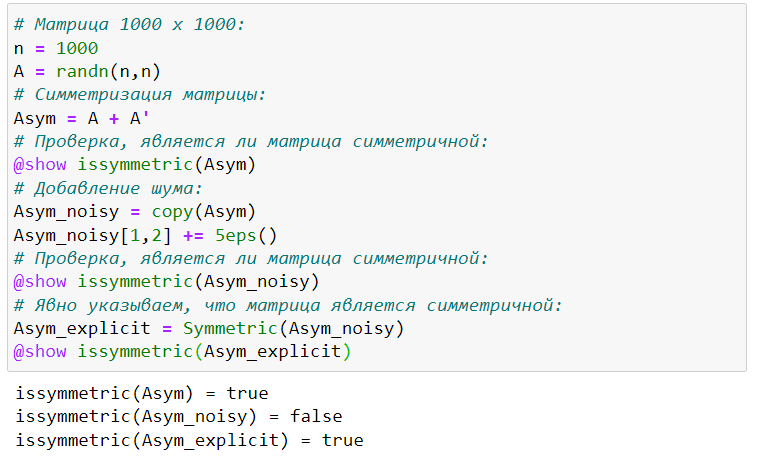 # Матрица 1000 х 1000:
n = 1000
A = randn(n,n)
# Симметризация матрицы:
Asym = A + A'
# Проверка, является ли матрица симметричной:
@show issymmetric(Asym)
# Добавление шума:
Asym_noisy = copy(Asym)
Asym_noisy[1,2] += 5eps()
# Проверка, является ли матрица симметричной:
@show issymmetric(Asym_noisy)
# Явно указываем, что матрица является симметричной:
Asym_explicit = Symmetric(Asym_noisy)
@show issymmetric(Asym_explicit)
issymmetric(Asym) = true
issymmetric(Asym_noisy) = false
issymmetric(Asym_explicit) = true